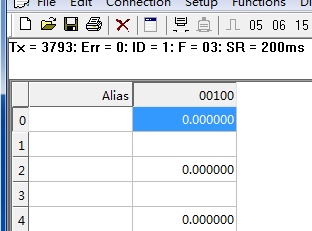 File Edit Connection Setup Functions
05 06 15
Tx = 3793: Err = 0: ID = 1: F = 03: SR = 200ms
Alias 00100
0 0.000000
1
2 0.000000
3
4 0.000000